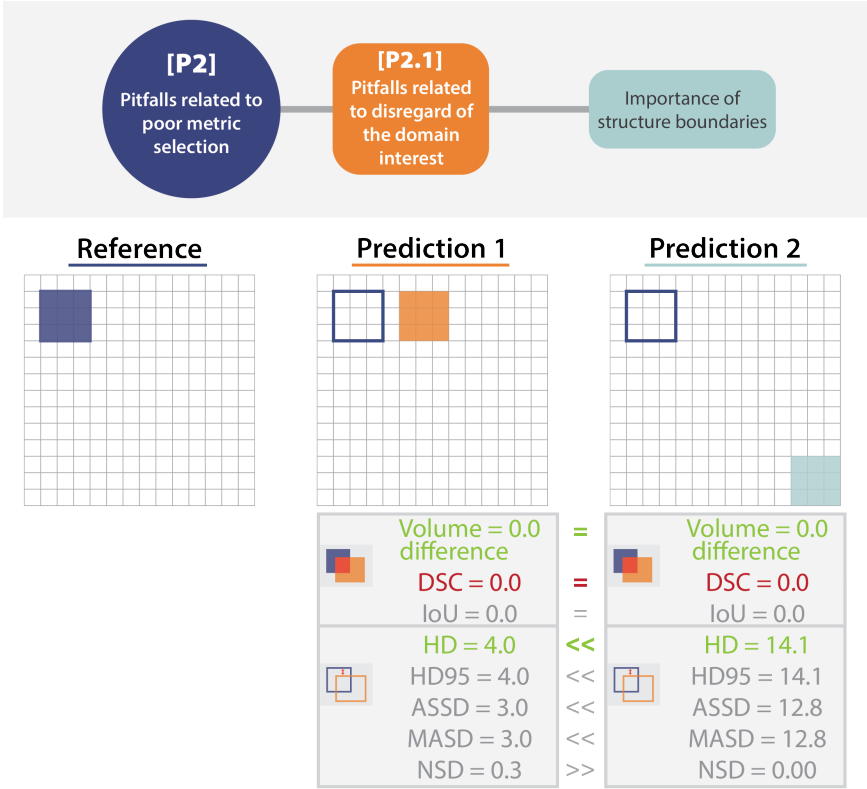 [P2]
Pitfalls related to
poor metric
selection
[P2.1]
Pitfalls related
to disregard of
the domain
interest
Importance of
structure boundaries
Reference
Prediction 1
Prediction 2
Volume = 0.0
difference
=
Volume = 0.0
difference
DSC = 0.0
=
DSC = 0.0
IoU = 0.0
=
IoU = 0.0
HD = 4.0
<<
HD = 14.1
HD95 = 4.0
<<
HD95 = 14.1
ASSD = 3.0
<<
ASSD = 12.8
MASD = 3.0
<<
MASD = 12.8
NSD = 0.3
>>
NSD = 0.00